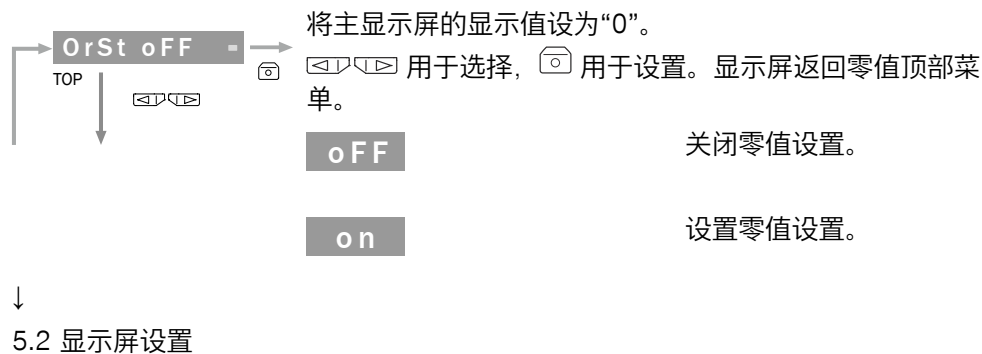 将主显示屏的显示值设为“0”。
OrSt oFF
TOP
用于选择, 用于设置。显示屏返回零值顶部菜
单。
oFF 关闭零值设置。
on 设置零值设置。
↓
5.2 显示屏设置